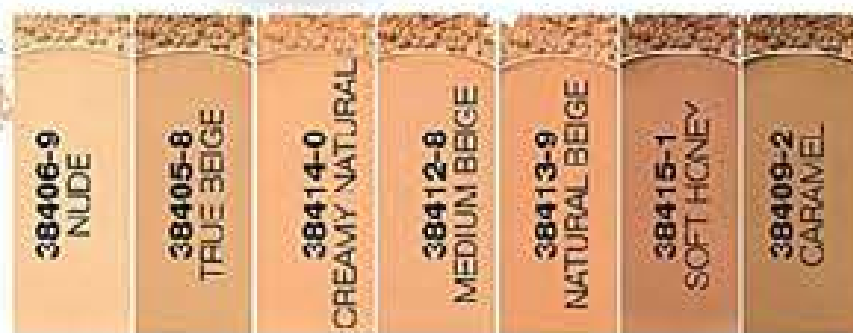 38406-9
NUDE
38405-8
TRUE BEIGE
38414-0
CREAMY NATURAL
38412-8
MEDIUM BEIGE
38413-9
NATURAL BEIGE
38415-1
SOFT HONEY
38409-2
CARAMEL